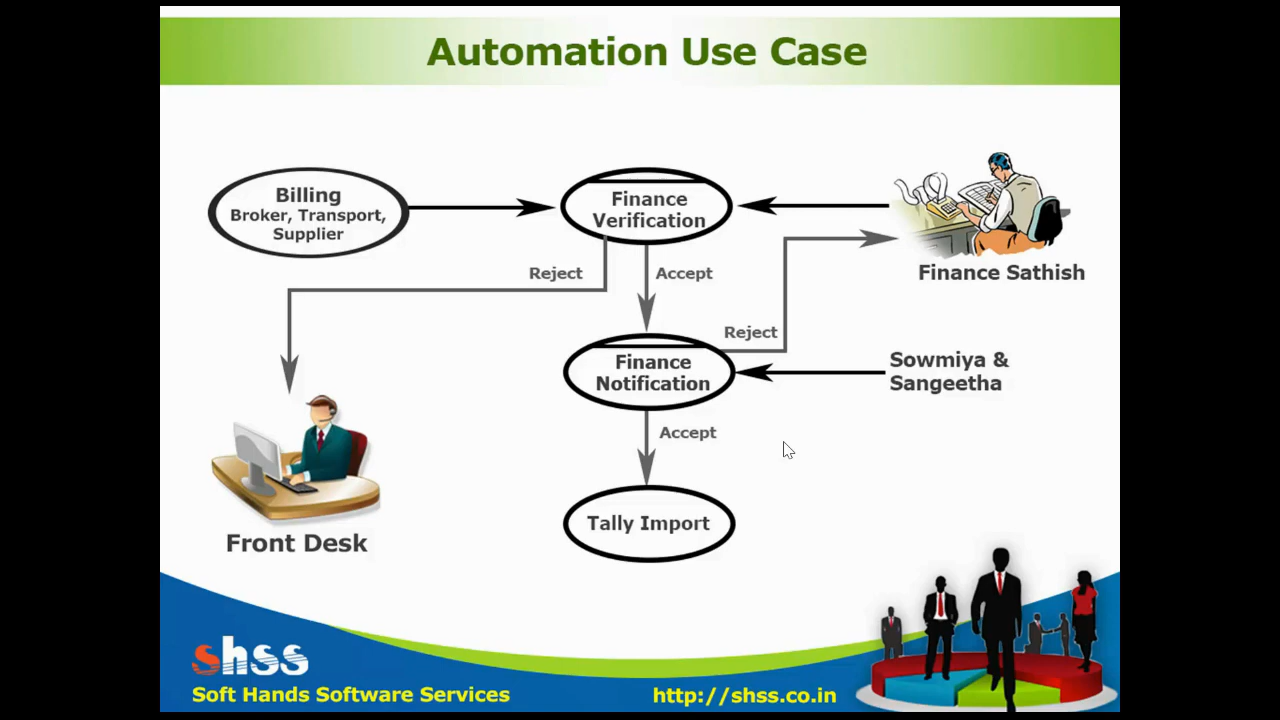 Automation Use Case
Billing
Broker, Transport,
Supplier
Finance
Verification
Finance Sathish
Reject
Accept
Reject
Finance
Notification
Sowmiya &
Sangeetha
Accept
Tally Import
Front Desk
shss
Soft Hands Software Services
http://shss.co.in